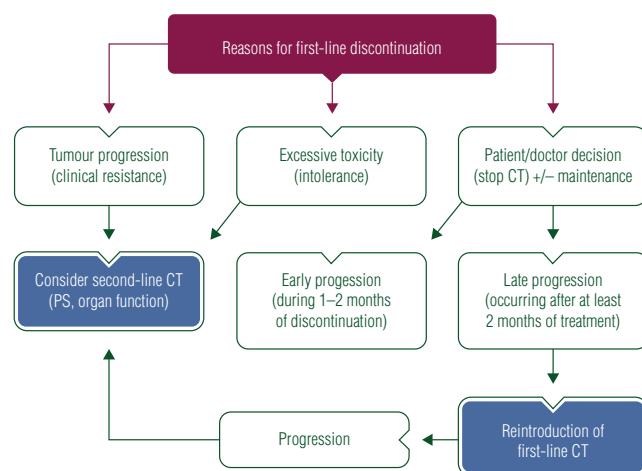 Reasons for first-line discontinuation
Tumour progression
(clinical resistance)
Excessive toxicity
(intolerance)
Patient/doctor decision
(stop CT) +/– maintenance
Consider second-line CT
(PS, organ function)
Early progession
(during 1–2 months
of discontinuation)
Late progression
(occurring after at least
2 months of treatment)
Progression
Reintroduction of
first-line CT